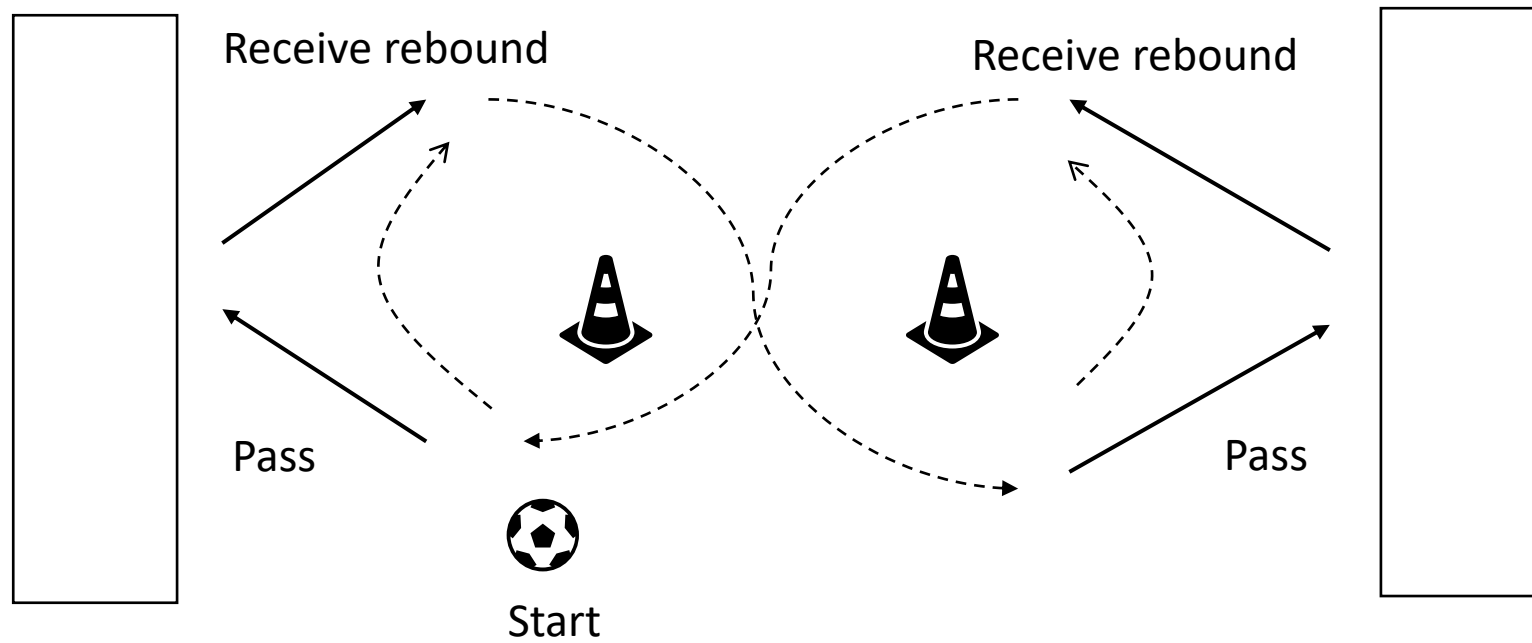 Receive rebound
Receive rebound
Pass
Pass
Start